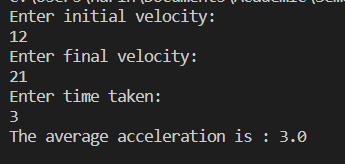 Enter initial velocity:
12
Enter final velocity:
21
Enter time taken:
3
The average acceleration is : 3.0